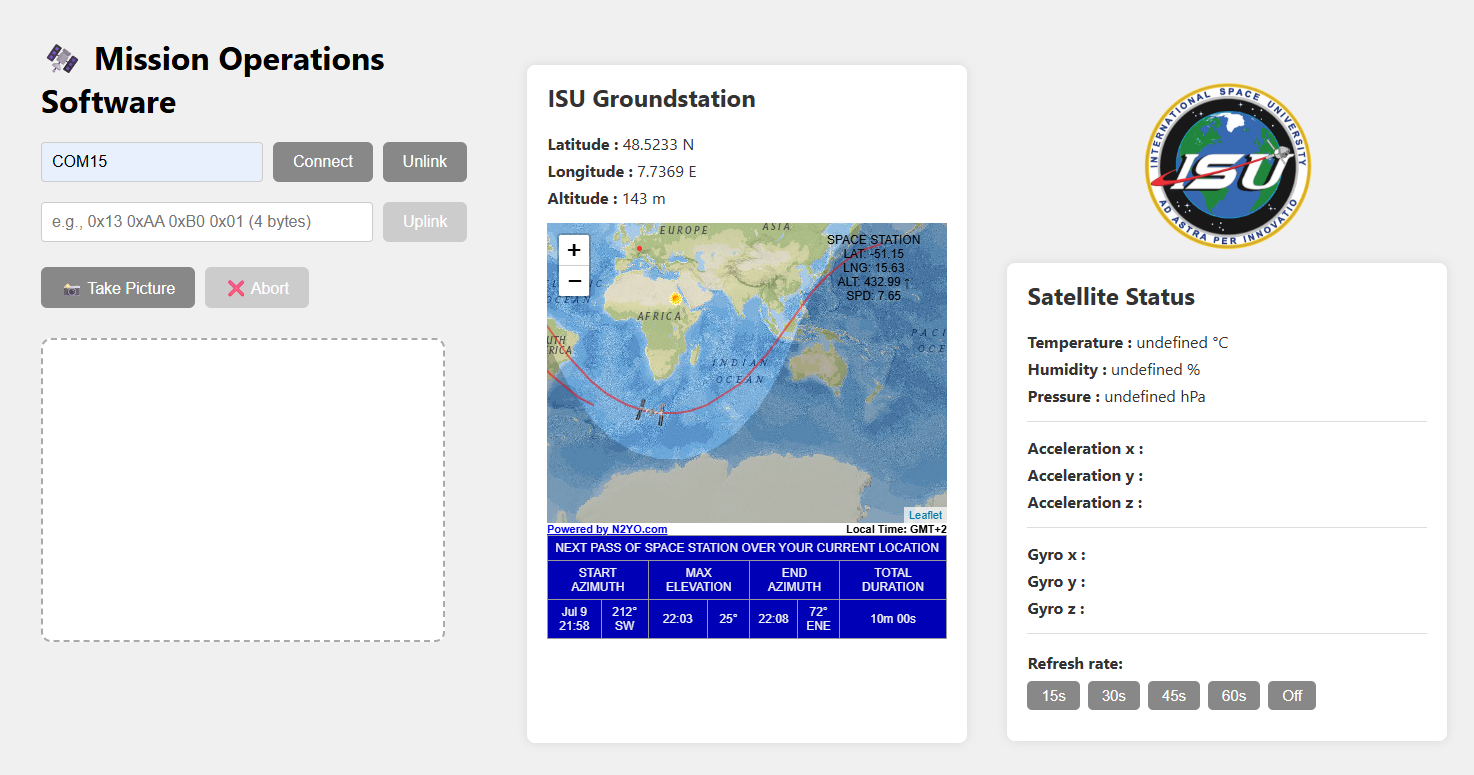 Mission Operations
Software
COM15
Connect
Unlink
e.g., 0x13 0xAA 0xB0 0x01 (4 bytes)
Uplink
Take Picture
❌ Abort
ISU Groundstation
Latitude : 48.5233 N
Longitude : 7.7369 E
Altitude : 143 m
+
−
EUROPE
ASIA
SPACE STATION
LAT: -51.15
LNG: 15.63
ALT: 432.99 ↑
SPD: 7.65
OCEAN
AFRICA
INDIAN
OCEAN
Leaflet
Powered by N2YO.com
Local Time: GMT+2
NEXT PASS OF SPACE STATION OVER YOUR CURRENT LOCATION
START
AZIMUTH
MAX
ELEVATION
END
AZIMUTH
TOTAL
DURATION
Jul 9
21:58
212°
SW
22:03
25°
22:08
72°
ENE
10m 00s
INTERNATIONAL SPACE UNIVERSITY
ISU
AD ASTRA PER INNOVATIO
Satellite Status
Temperature : undefined °C
Humidity : undefined %
Pressure : undefined hPa
Acceleration x :
Acceleration y :
Acceleration z :
Gyro x :
Gyro y :
Gyro z :
Refresh rate:
15s
30s
45s
60s
Off